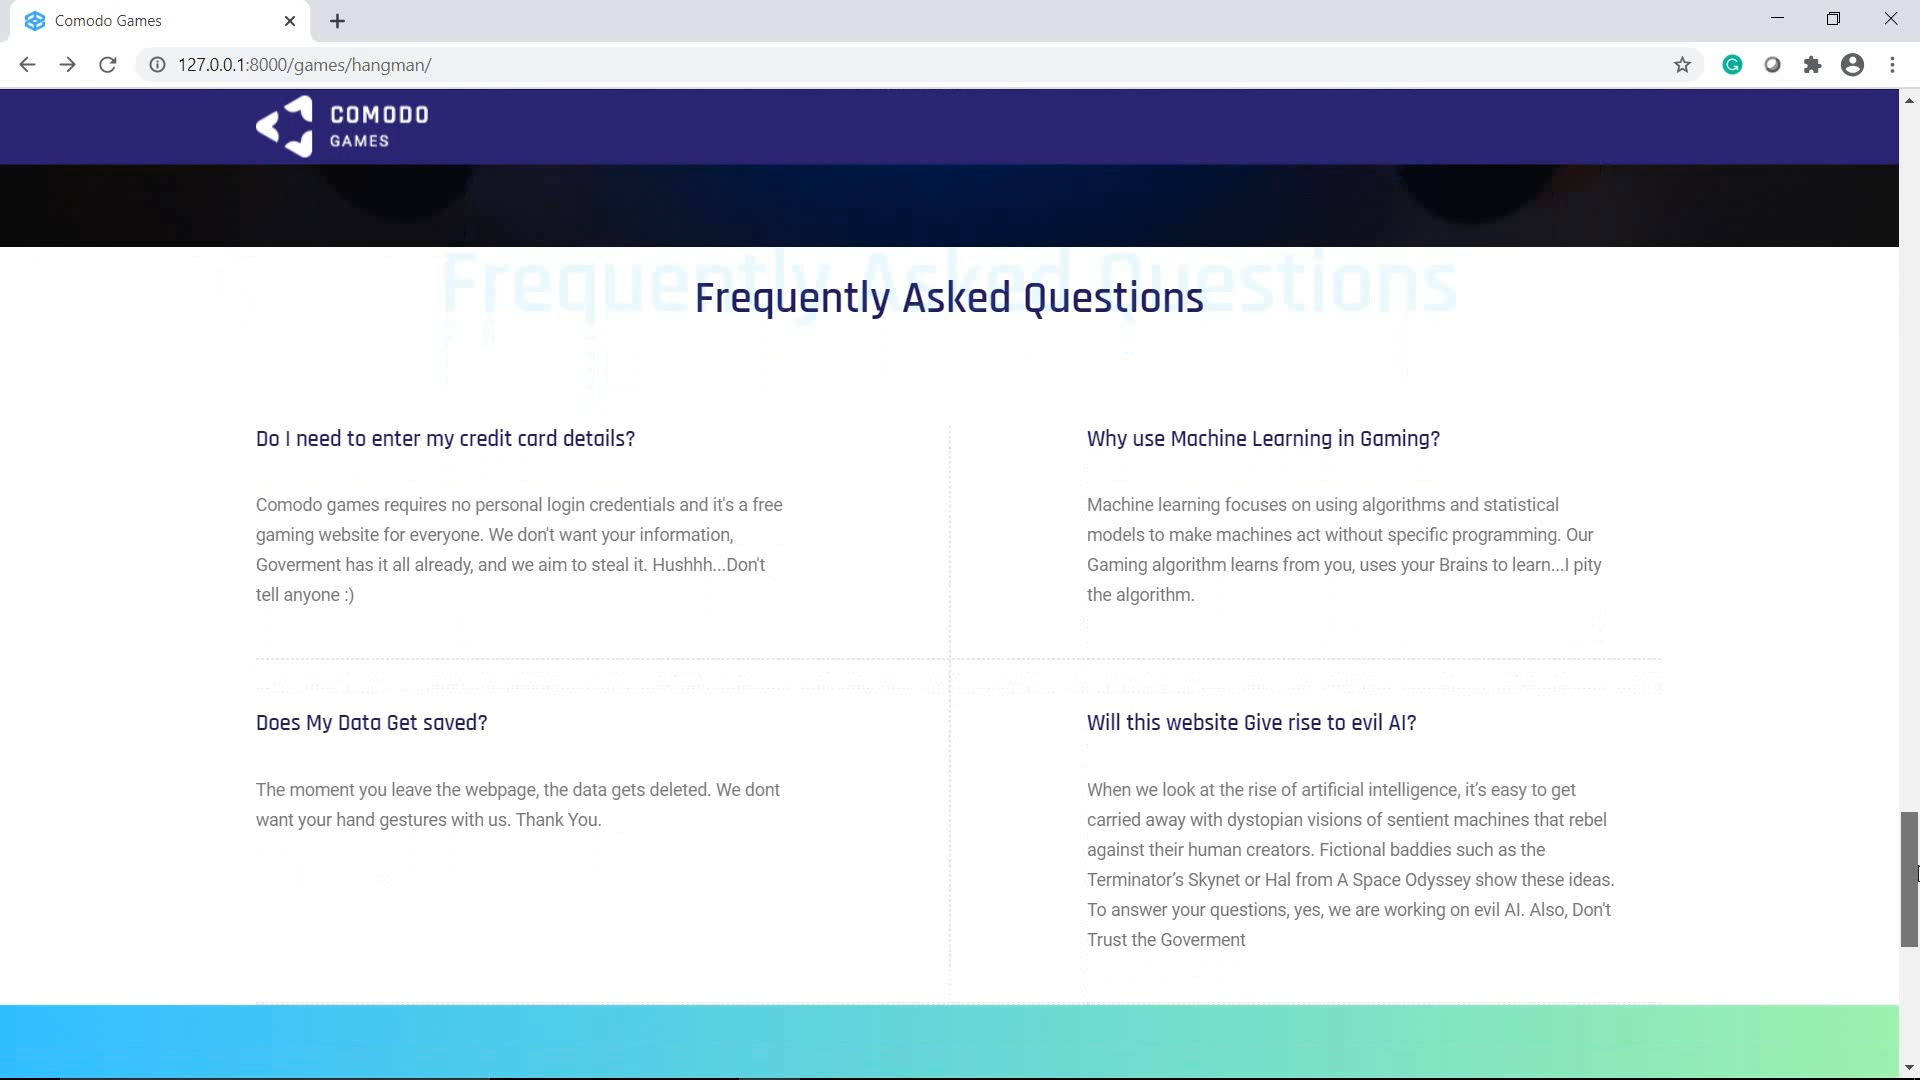 Comodo Games
127.0.0.1:8000/games/hangman/
COMODO
GAMES
Frequently Asked Questions
Frequently Asked Questions
Do I need to enter my credit card details?
Comodo games requires no personal login credentials and it's a free
gaming website for everyone. We don't want your information,
Goverment has it all already, and we aim to steal it. Hushhh...Don't
tell anyone :)
Why use Machine Learning in Gaming?
Machine learning focuses on using algorithms and statistical
models to make machines act without specific programming. Our
Gaming algorithm learns from you, uses your Brains to learn...I pity
the algorithm.
Does My Data Get saved?
The moment you leave the webpage, the data gets deleted. We dont
want your hand gestures with us. Thank You.
Will this website Give rise to evil AI?
When we look at the rise of artificial intelligence, it’s easy to get
carried away with dystopian visions of sentient machines that rebel
against their human creators. Fictional baddies such as the
Terminator’s Skynet or Hal from A Space Odyssey show these ideas.
To answer your questions, yes, we are working on evil AI. Also, Don't
Trust the Goverment